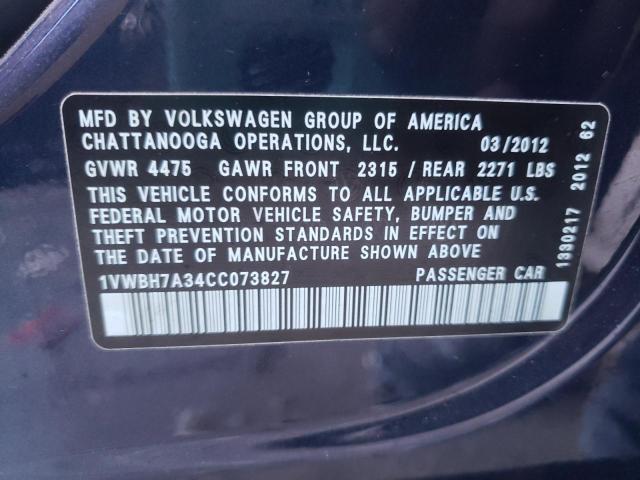 MFD BY VOLKSWAGEN GROUP OF AMERICA
CHATTANOOGA OPERATIONS, LLC. 03/2012
GVWR 4475 GAWR FRONT 2315 / REAR 2271 LBS
THIS VEHICLE CONFORMS TO ALL APPLICABLE U.S.
FEDERAL MOTOR VEHICLE SAFETY, BUMPER AND
THEFT PREVENTION STANDARDS IN EFFECT ON
THE DATE OF MANUFACTURE SHOWN ABOVE
1VWBH7A34CC073827 PASSENGER CAR
1390217 2012 62